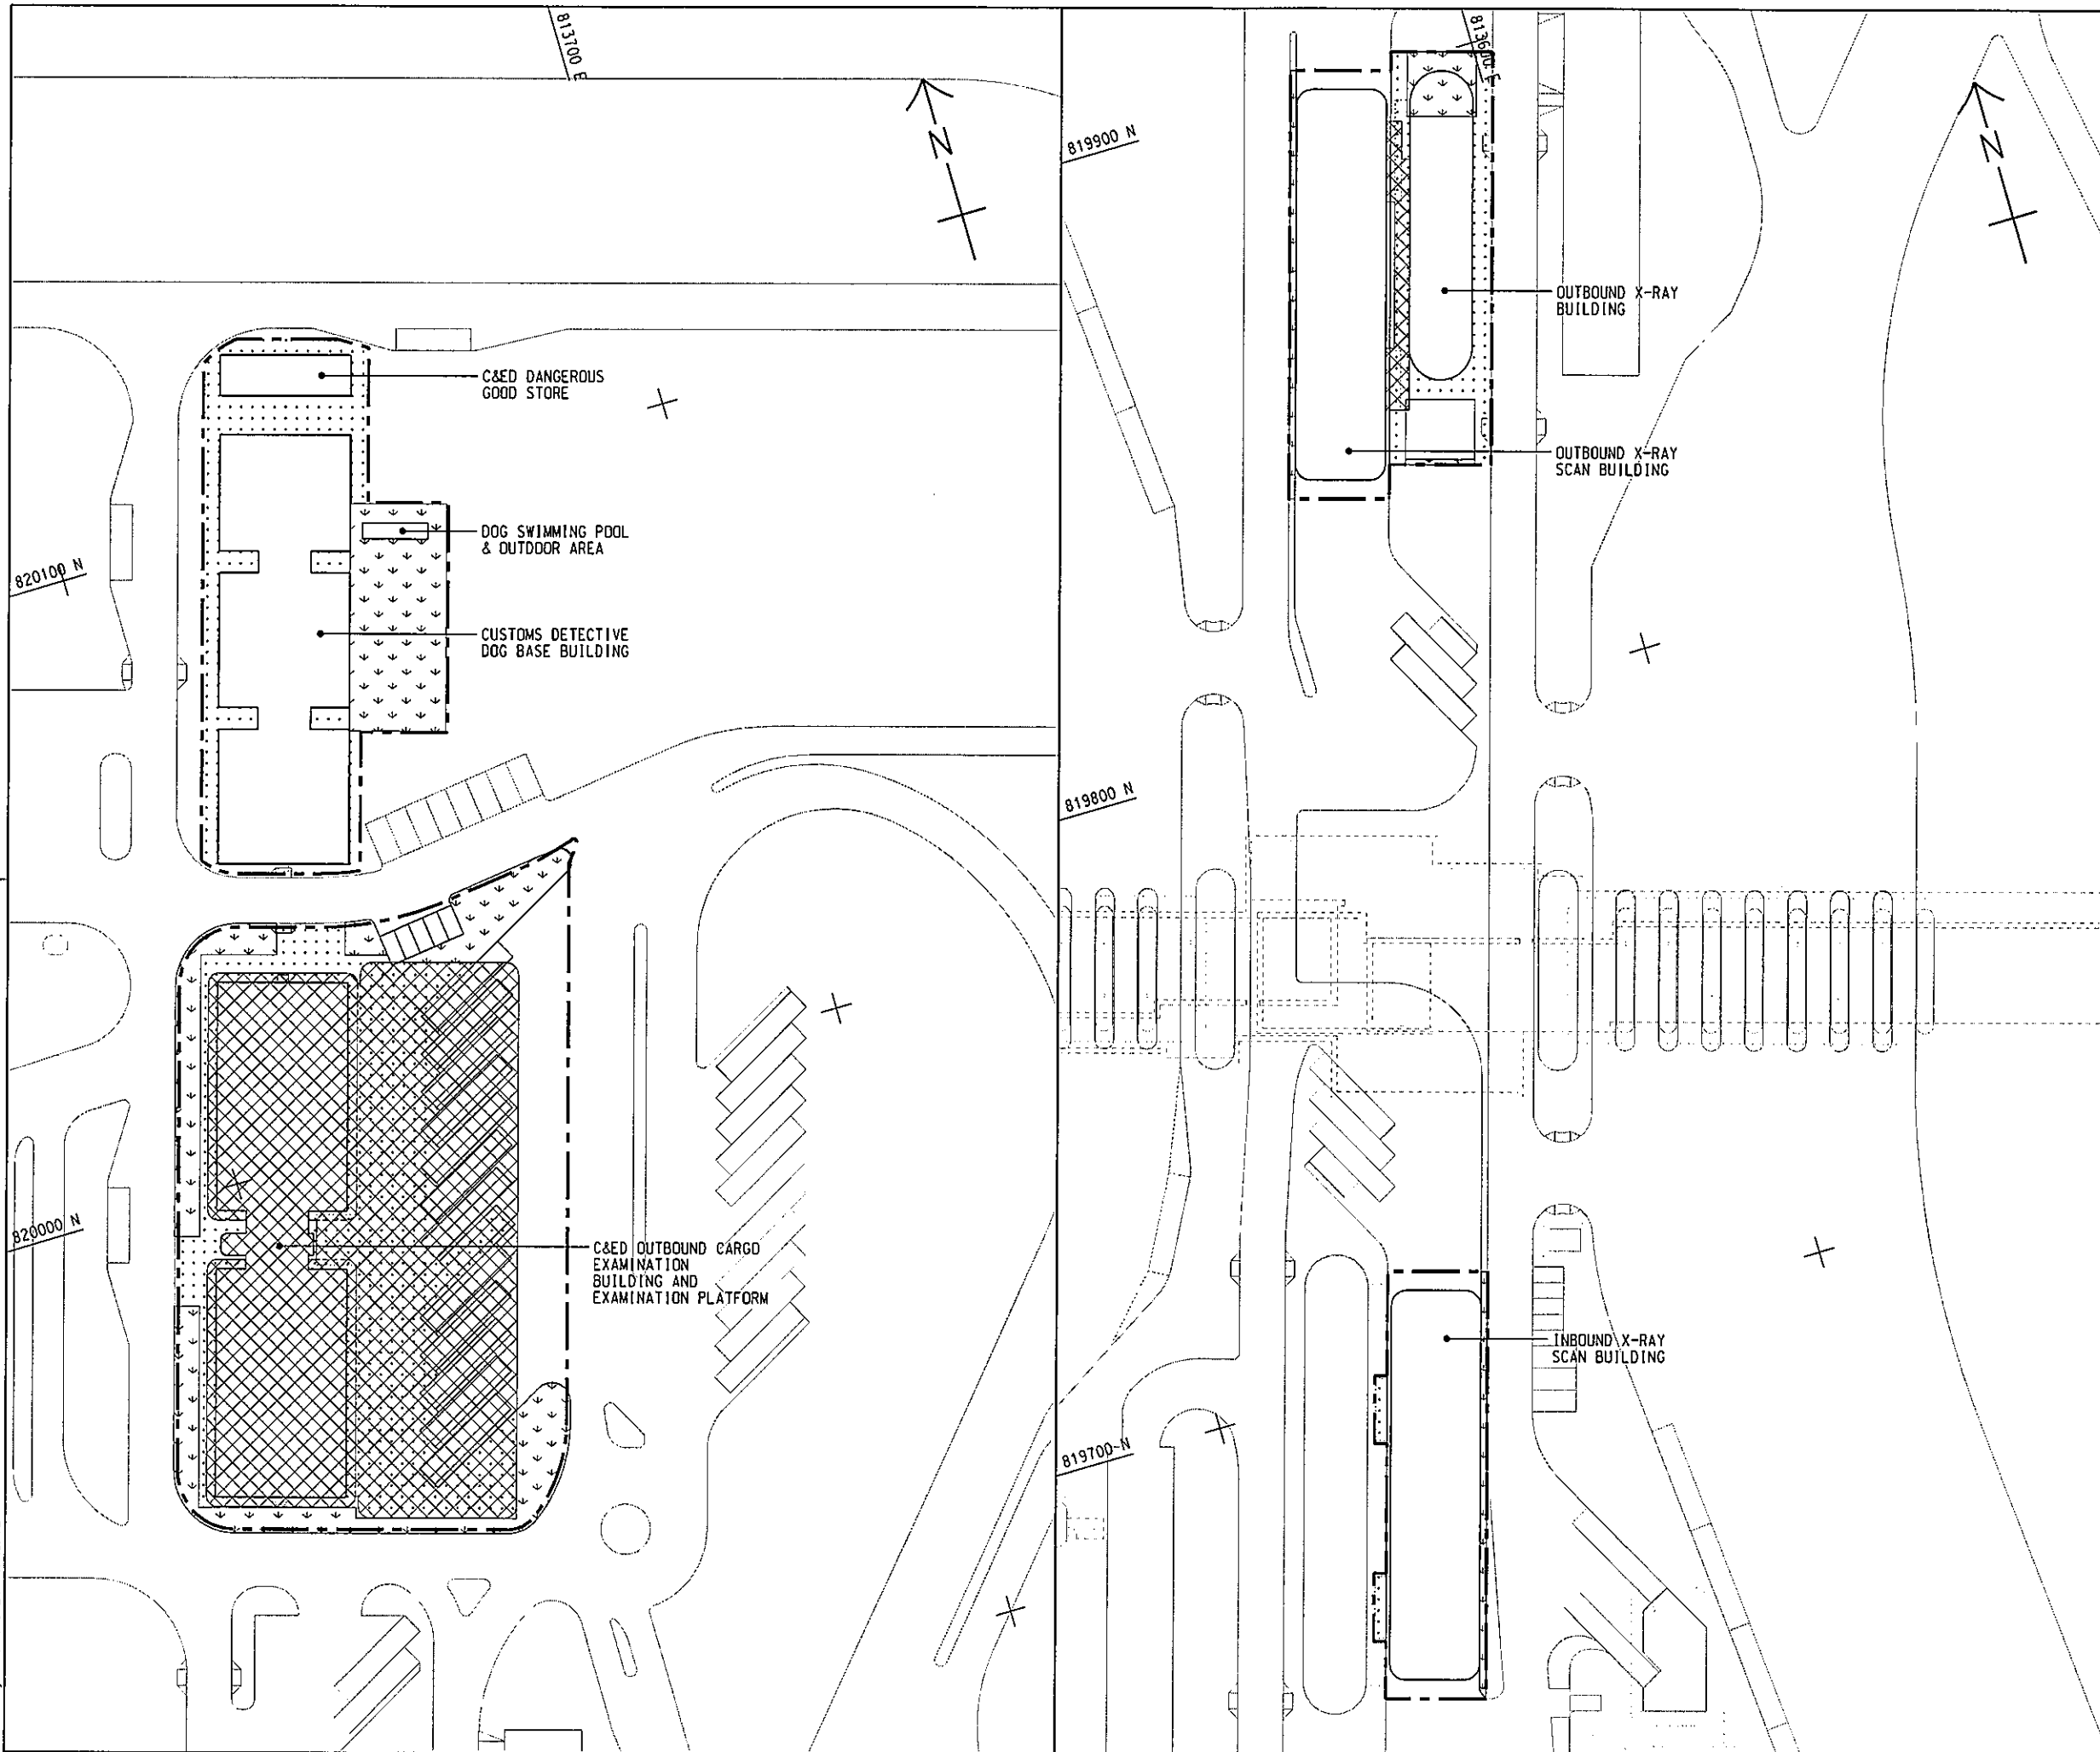 813700 E
N
C&ED DANGEROUS
GOOD STORE
DOG SWIMMING POOL
& OUTDOOR AREA
820100 N
CUSTOMS DETECTIVE
DOG BASE BUILDING
820000 N
C&ED OUTBOUND CARGO
EXAMINATION
BUILDING AND
EXAMINATION PLATFORM
813600 E
819900 N
N
OUTBOUND X-RAY
BUILDING
OUTBOUND X-RAY
SCAN BUILDING
819800 N
INBOUND X-RAY
SCAN BUILDING
819700 N